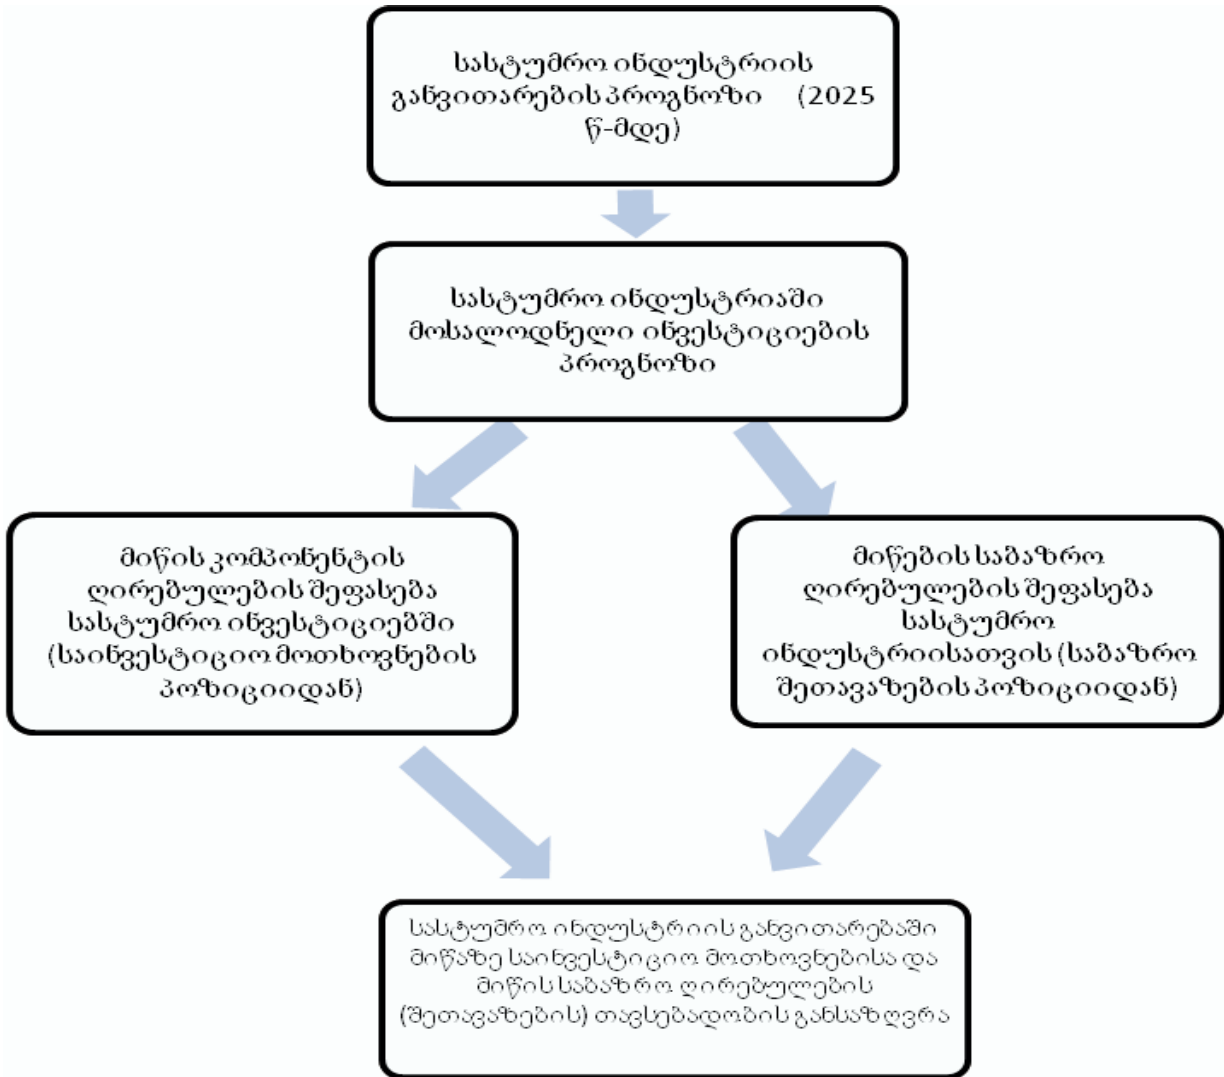 სასტუმრო ინდუსტრიის
განვითარების პროგნოზი (2025
წ-მდე)
სასტუმრო ინდუსტრიაში
მოსალოდნელი ინვესტიციების
პროგნოზი
მიწის კომპონენტის
ღირებულების შეფასება
სასტუმრო ინვესტიციებში
(საინვესტიციო მოთხოვნების
პოზიციიდან)
მიწების საბაზრო
ღირებულების შეფასება
სასტუმრო
ინდუსტრიისათვის (საბაზრო
შეთავაზების პოზიციიდან)
სასტუმრო ინდუსტრიის განვითარებაში
მიწაზე საინვესტიციო მოთხოვნებისა და
მიწის საბაზრო ღირებულების
(შეთავაზების) თავსებადობის განსაზღვრა